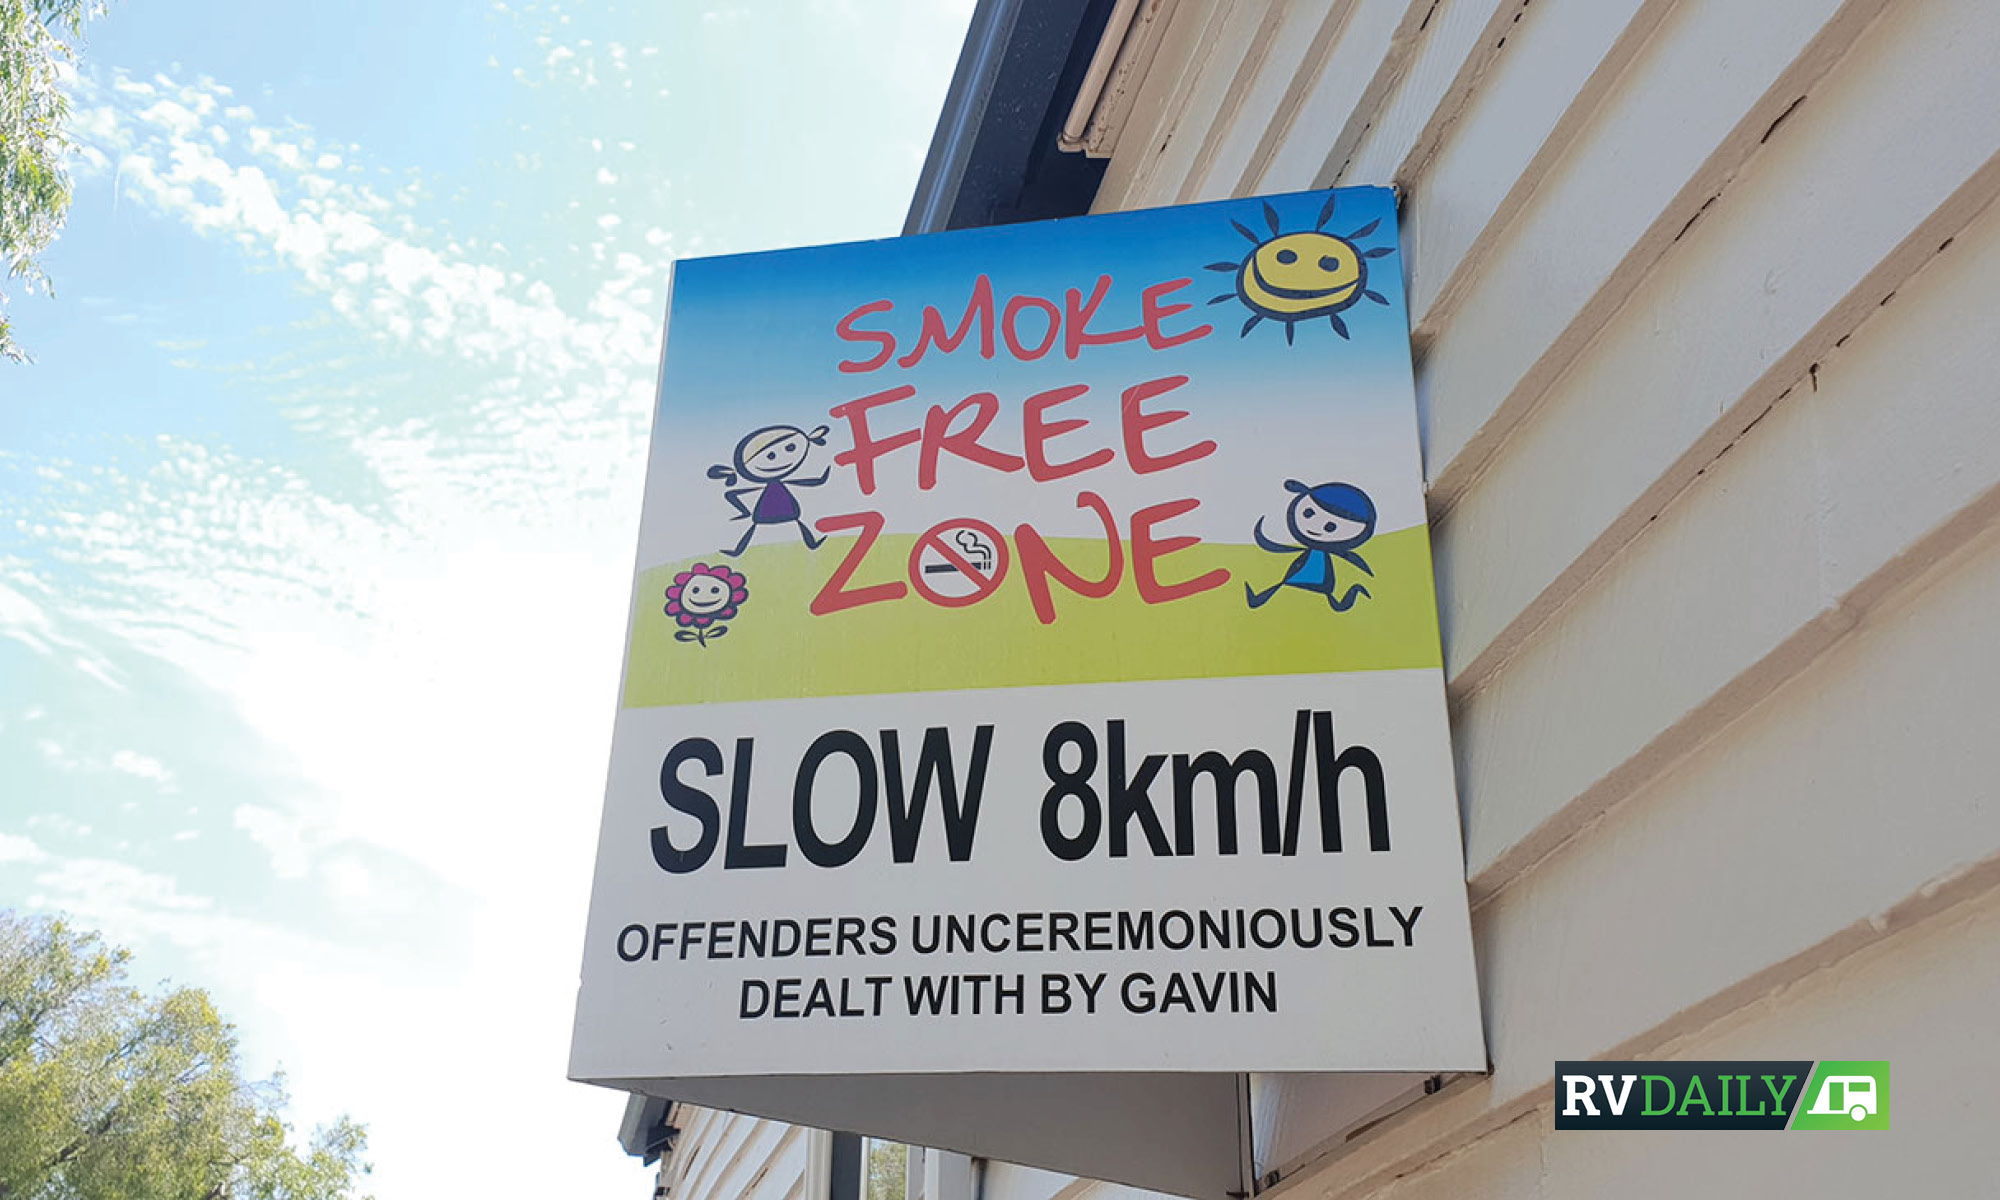 SMOKE
FREE
ZONE
SLOW 8km/h
OFFENDERS UNCEREMONIOUSLY
DEALT WITH BY GAVIN
RVDAILY